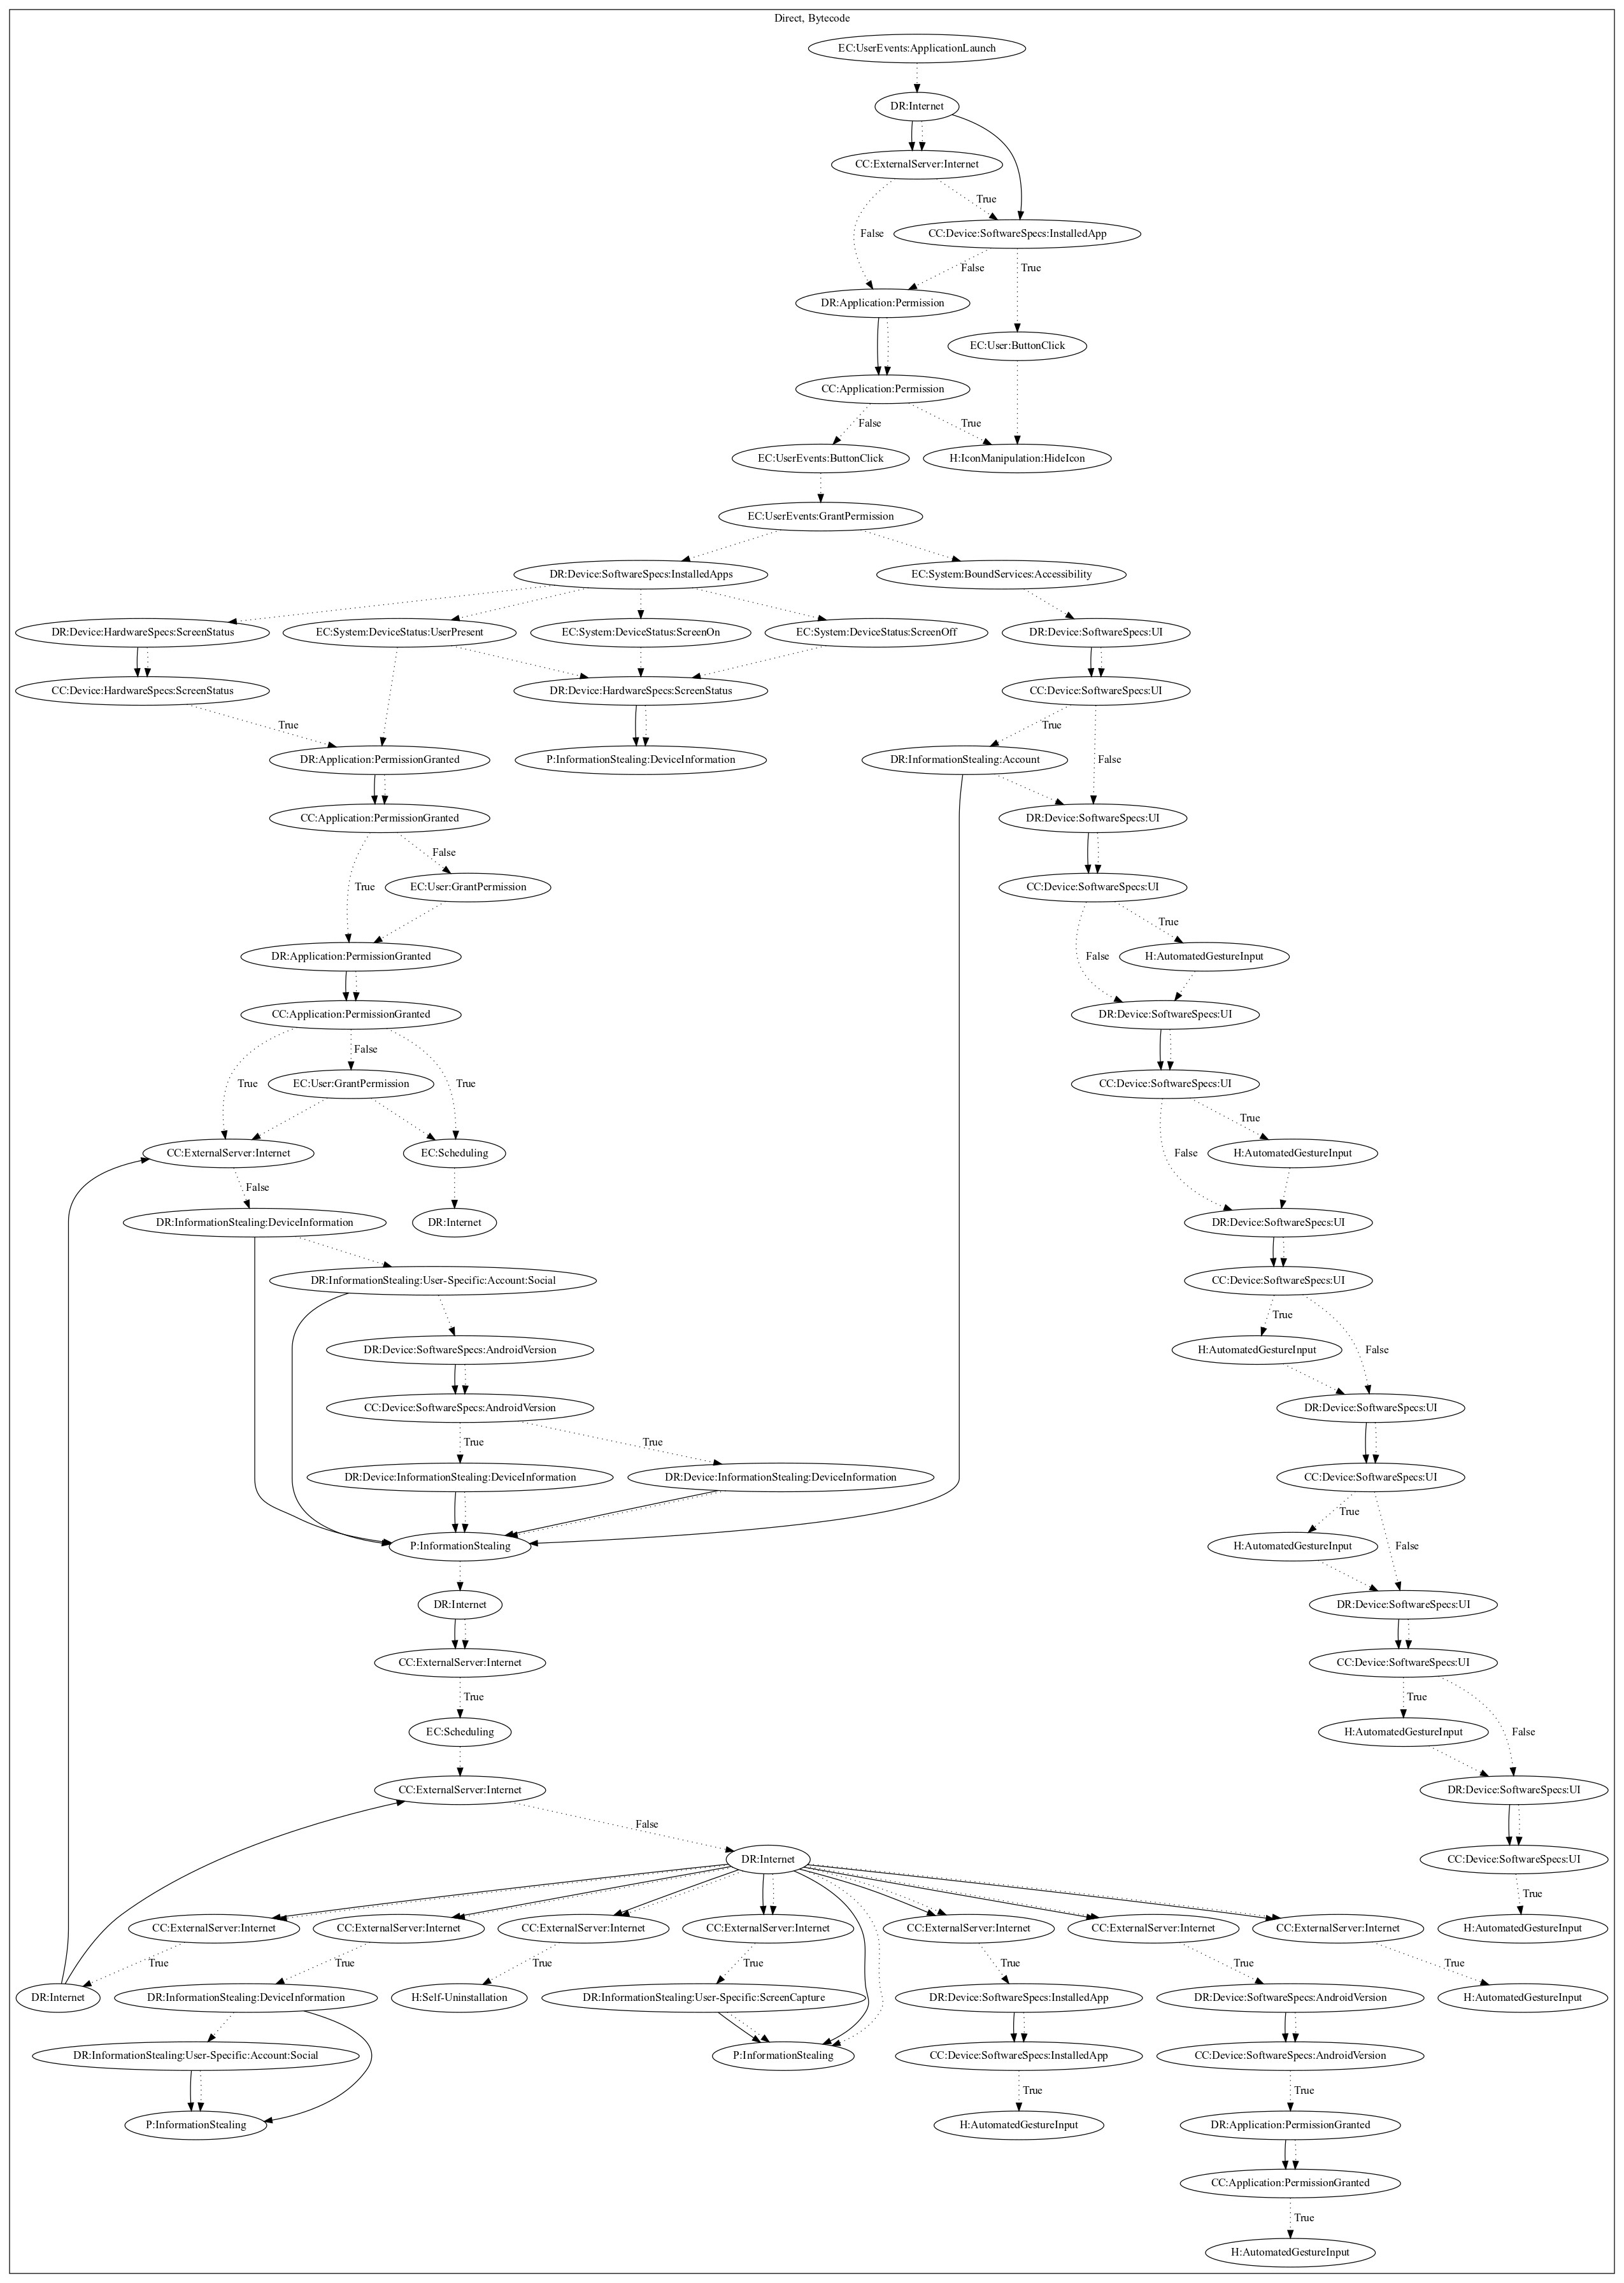 Direct, Bytecode
EC:UserEvents:ApplicationLaunch
DR:Internet
CC:ExternalServer:Internet
True
False
CC:Device:SoftwareSpecs:InstalledApp
False
True
DR:Application:Permission
EC:User:ButtonClick
CC:Application:Permission
False
True
EC:UserEvents:ButtonClick
H:IconManipulation:HideIcon
EC:UserEvents:GrantPermission
DR:Device:SoftwareSpecs:InstalledApps
EC:System:BoundServices:Accessibility
DR:Device:HardwareSpecs:ScreenStatus
EC:System:DeviceStatus:UserPresent
EC:System:DeviceStatus:ScreenOn
EC:System:DeviceStatus:ScreenOff
DR:Device:SoftwareSpecs:UI
CC:Device:HardwareSpecs:ScreenStatus
DR:Device:HardwareSpecs:ScreenStatus
CC:Device:SoftwareSpecs:UI
True
True
DR:Application:PermissionGranted
P:InformationStealing:DeviceInformation
DR:InformationStealing:Account
False
CC:Application:PermissionGranted
DR:Device:SoftwareSpecs:UI
False
True
EC:User:GrantPermission
CC:Device:SoftwareSpecs:UI
True
DR:Application:PermissionGranted
False
H:AutomatedGestureInput
CC:Application:PermissionGranted
DR:Device:SoftwareSpecs:UI
False
True
EC:User:GrantPermission
True
CC:Device:SoftwareSpecs:UI
True
CC:ExternalServer:Internet
EC:Scheduling
False
H:AutomatedGestureInput
False
DR:InformationStealing:DeviceInformation
DR:Internet
DR:Device:SoftwareSpecs:UI
DR:InformationStealing:User-Specific:Account:Social
CC:Device:SoftwareSpecs:UI
True
DR:Device:SoftwareSpecs:AndroidVersion
H:AutomatedGestureInput
False
CC:Device:SoftwareSpecs:AndroidVersion
DR:Device:SoftwareSpecs:UI
True
True
DR:Device:InformationStealing:DeviceInformation
DR:Device:InformationStealing:DeviceInformation
CC:Device:SoftwareSpecs:UI
True
P:InformationStealing
H:AutomatedGestureInput
False
DR:Internet
DR:Device:SoftwareSpecs:UI
CC:ExternalServer:Internet
CC:Device:SoftwareSpecs:UI
True
True
EC:Scheduling
H:AutomatedGestureInput
False
CC:ExternalServer:Internet
DR:Device:SoftwareSpecs:UI
False
DR:Internet
CC:Device:SoftwareSpecs:UI
True
CC:ExternalServer:Internet
CC:ExternalServer:Internet
CC:ExternalServer:Internet
CC:ExternalServer:Internet
CC:ExternalServer:Internet
CC:ExternalServer:Internet
CC:ExternalServer:Internet
H:AutomatedGestureInput
True
True
True
True
True
True
True
DR:Internet
DR:InformationStealing:DeviceInformation
H:Self-Uninstallation
DR:InformationStealing:User-Specific:ScreenCapture
DR:Device:SoftwareSpecs:InstalledApp
DR:Device:SoftwareSpecs:AndroidVersion
H:AutomatedGestureInput
DR:InformationStealing:User-Specific:Account:Social
P:InformationStealing
CC:Device:SoftwareSpecs:InstalledApp
CC:Device:SoftwareSpecs:AndroidVersion
True
True
P:InformationStealing
H:AutomatedGestureInput
DR:Application:PermissionGranted
CC:Application:PermissionGranted
True
H:AutomatedGestureInput